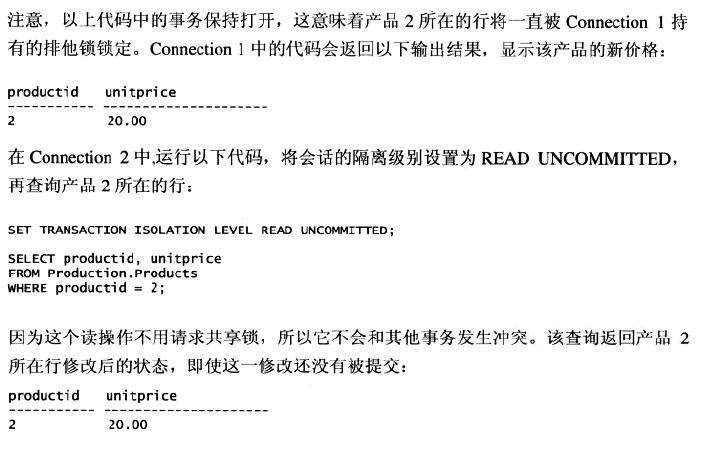 注意，以上代码中的事务保持打开，这意味着产品 2 所在的行将一直被 Connection 1 持
有的排他锁锁定。Connection 1 中的代码会返回以下输出结果，显示该产品的新价格：
productid unitprice
----------- ---------------------
2 20.00
在 Connection 2 中,运行以下代码，将会话的隔离级别设置为 READ UNCOMMITTED，
再查询产品 2 所在的行：
SET TRANSACTION ISOLATION LEVEL READ UNCOMMITTED;
SELECT productid, unitprice
FROM Production.Products
WHERE productid = 2;
因为这个读操作不用请求共享锁，所以它不会和其他事务发生冲突。该查询返回产品 2
所在行修改后的状态，即使这一修改还没有被提交：
productid unitprice
----------- ---------------------
2 20.00